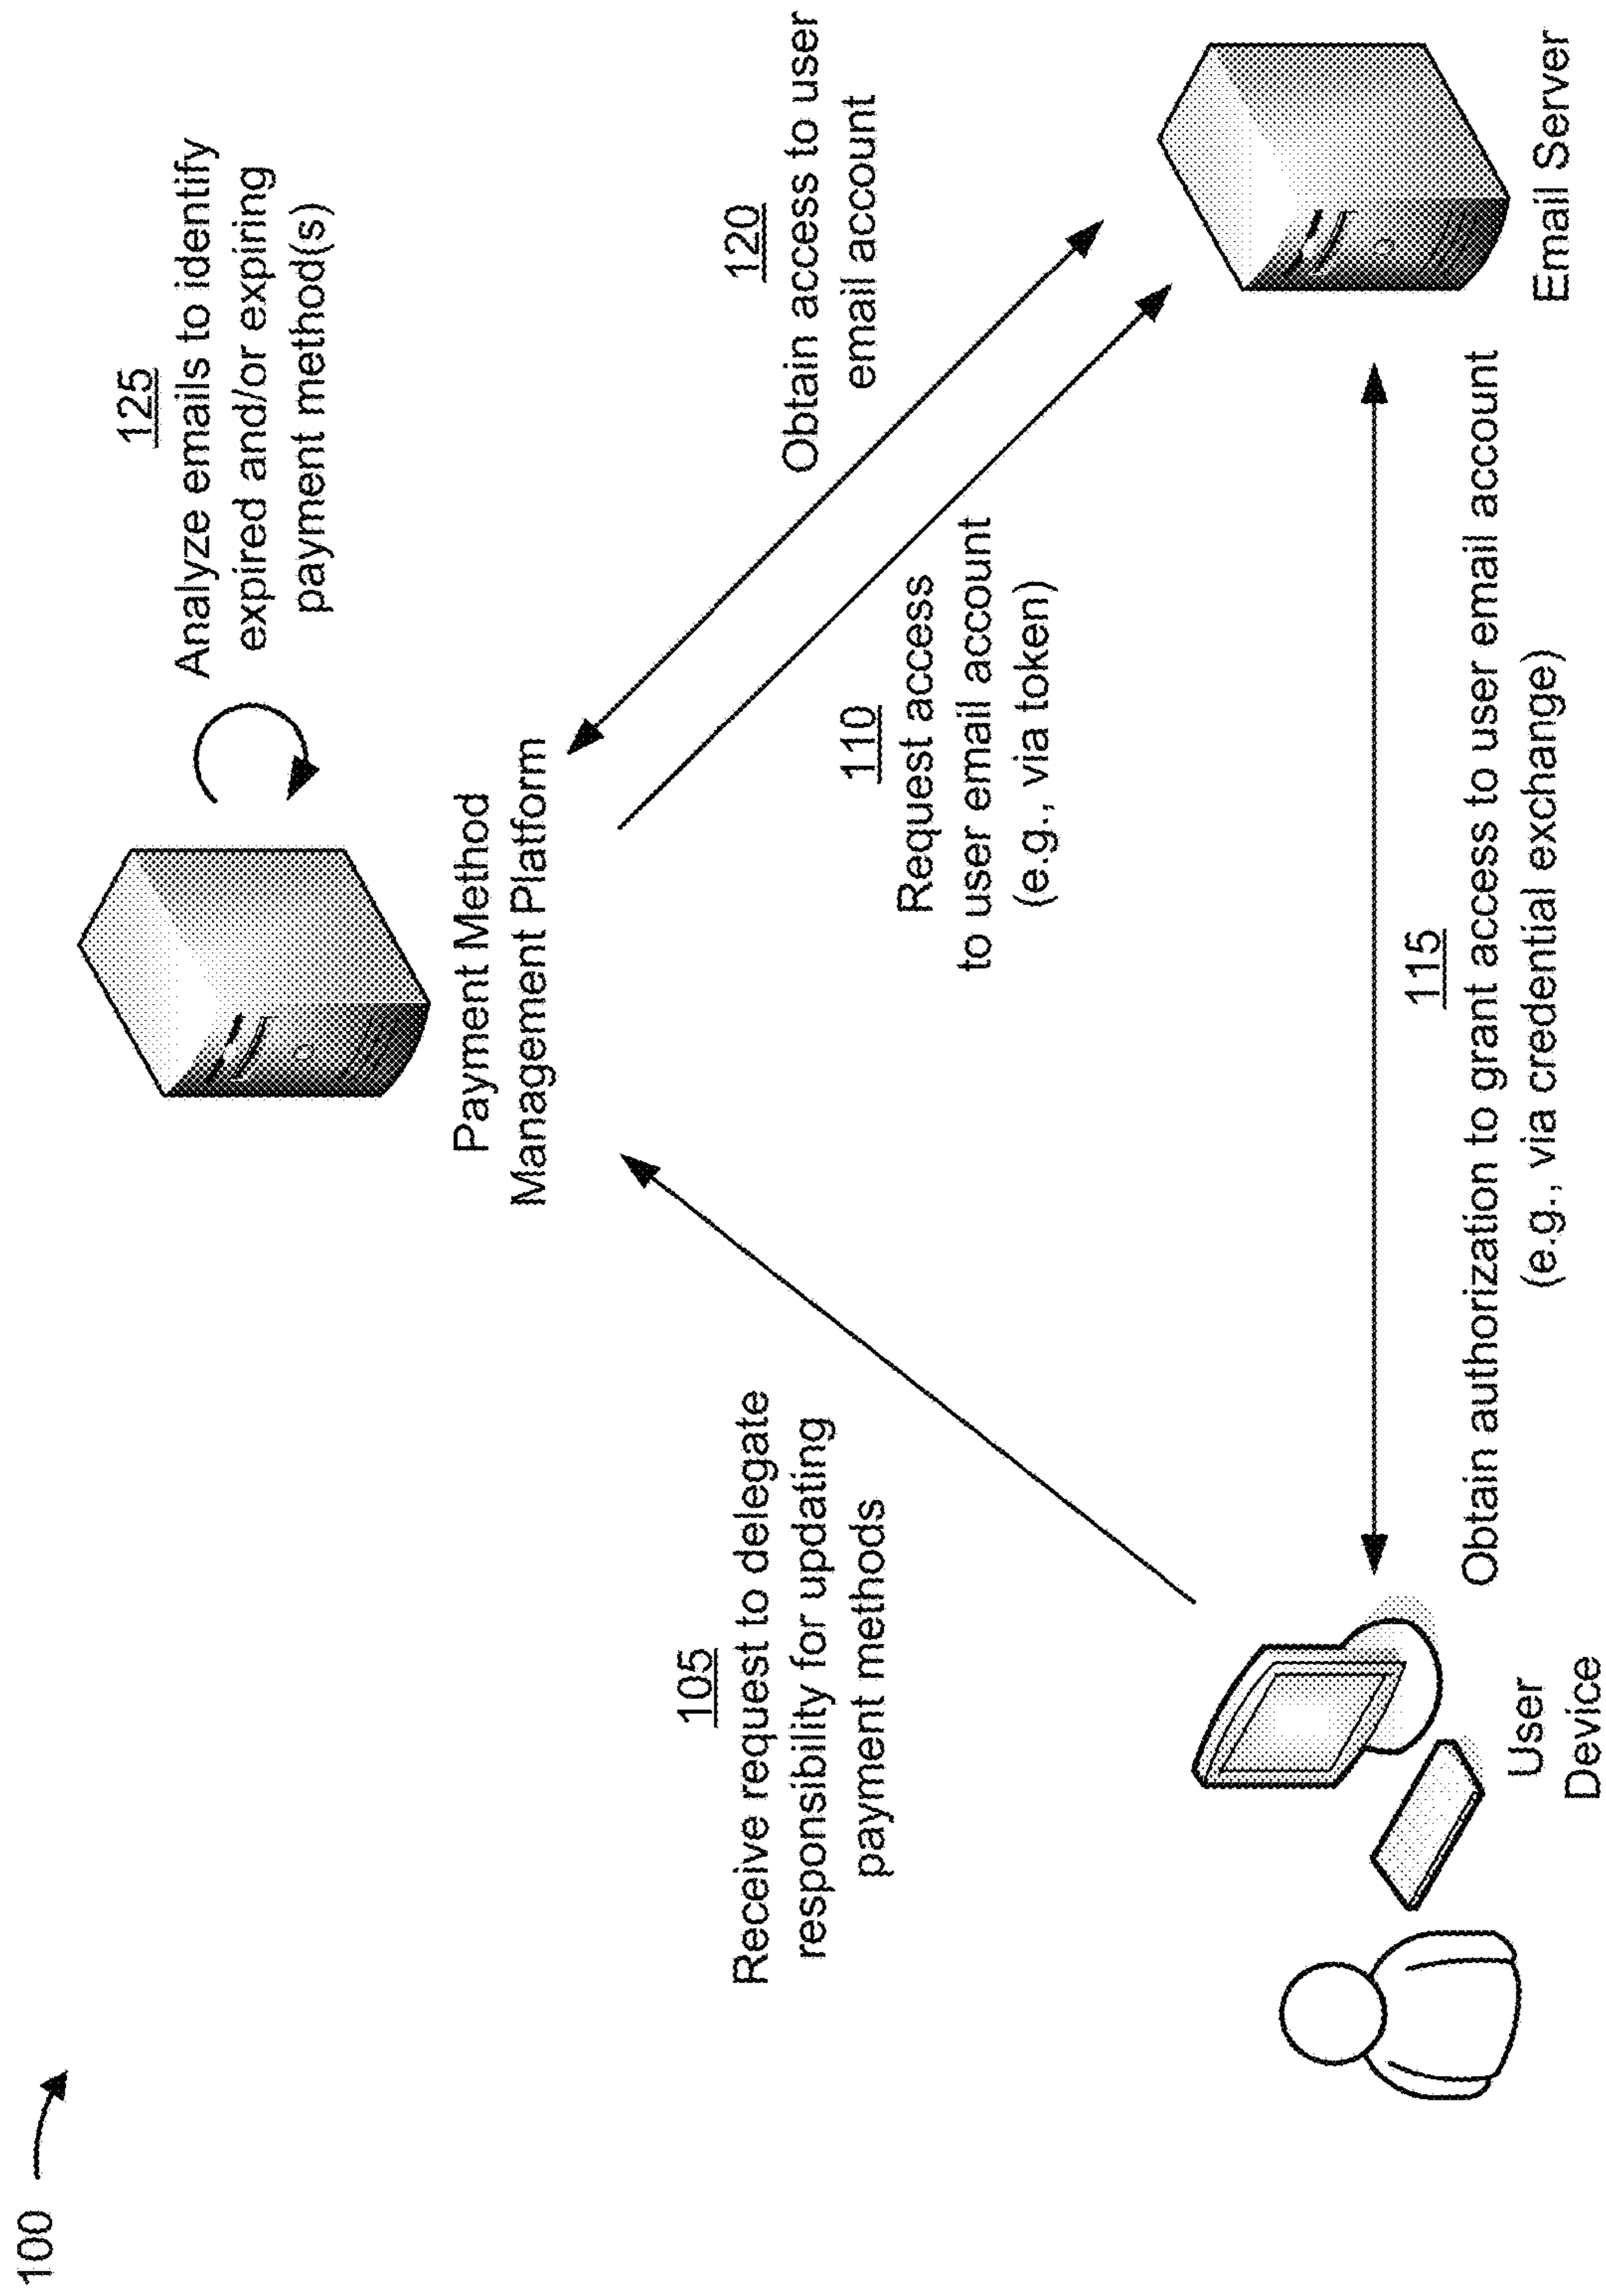 100
125
Analyze emails to identify
expired and/or expiring
payment method(s)
Payment Method
Management Platform
105
Receive request to delegate
responsibility for updating
payment methods
120
Obtain access to user
email account
110
Request access
to user email account
(e.g., via token)
115
Obtain authorization to grant access to user email account
(e.g., via credential exchange)
User
Device
Email Server